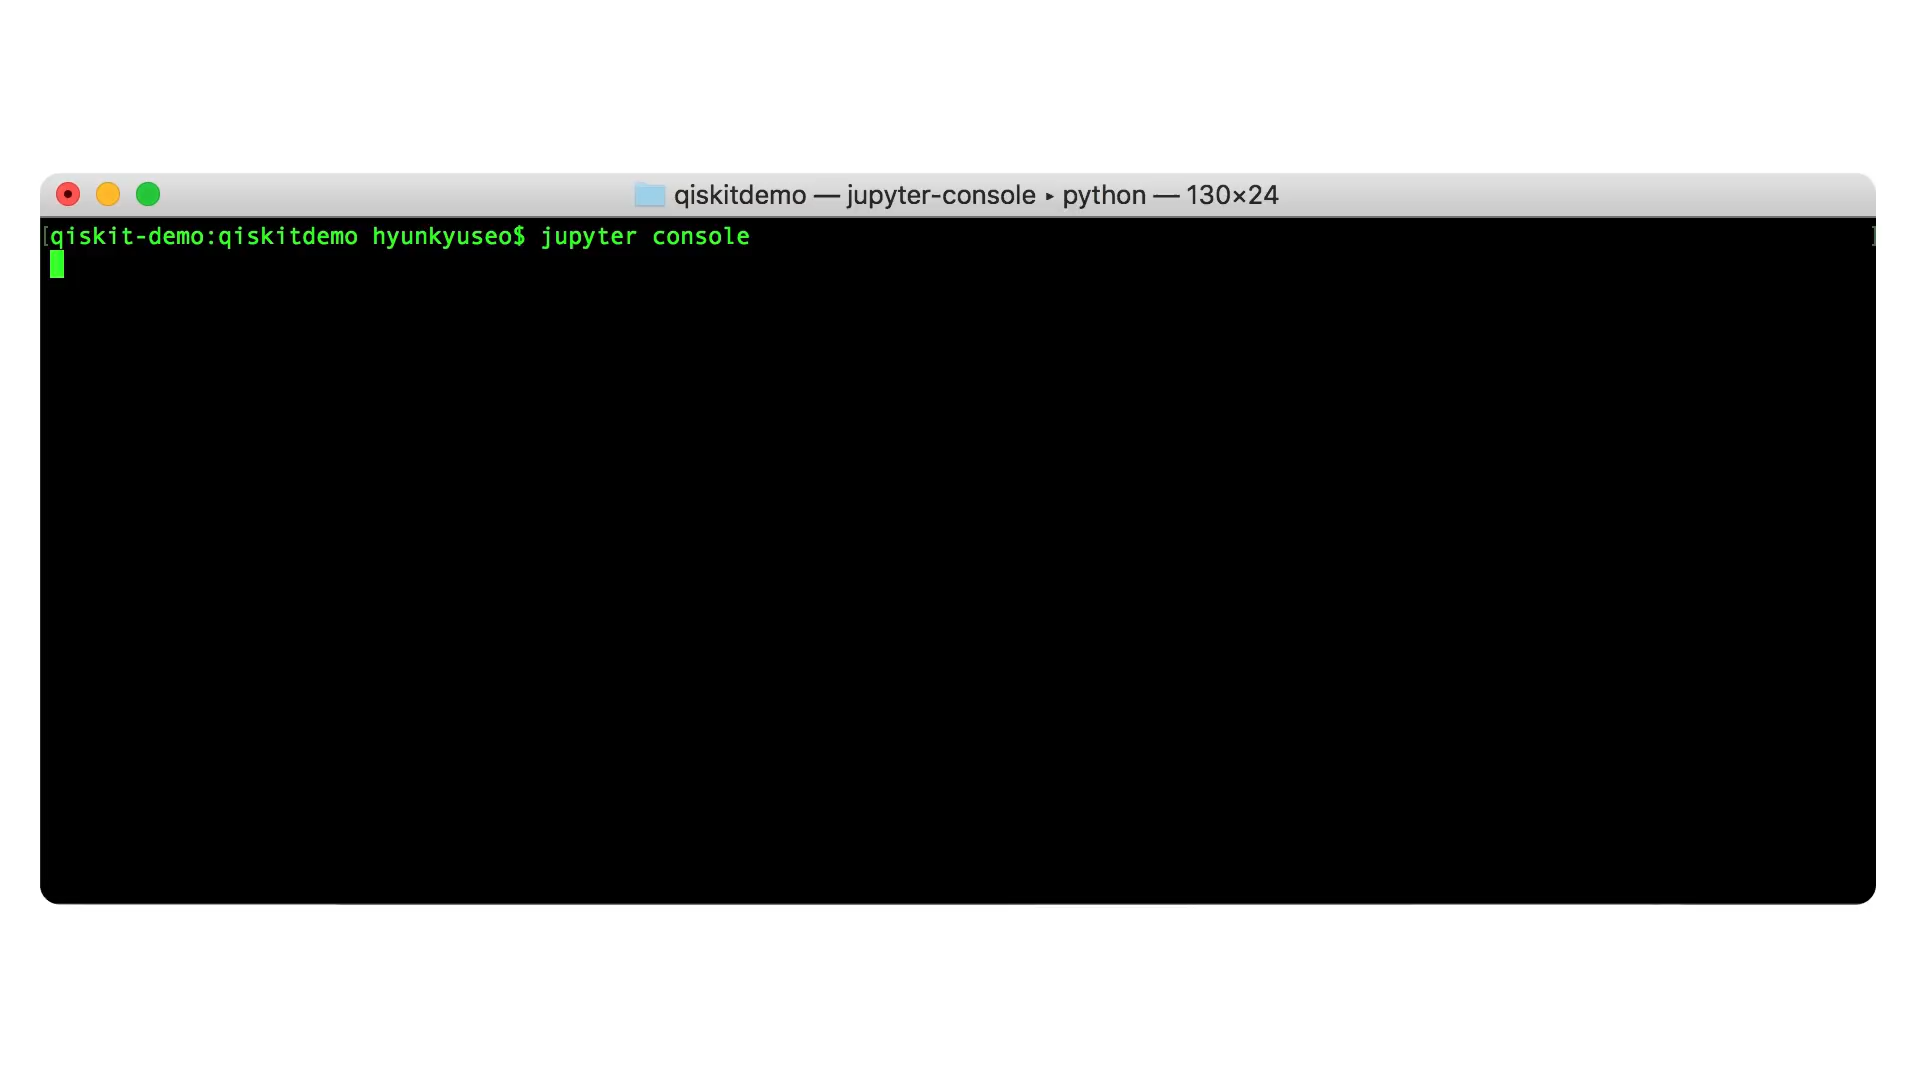 qiskitdemo — jupyter-console ▸ python — 130×24
[qiskit-demo:qiskitdemo hyunkyuseo$ jupyter console ]